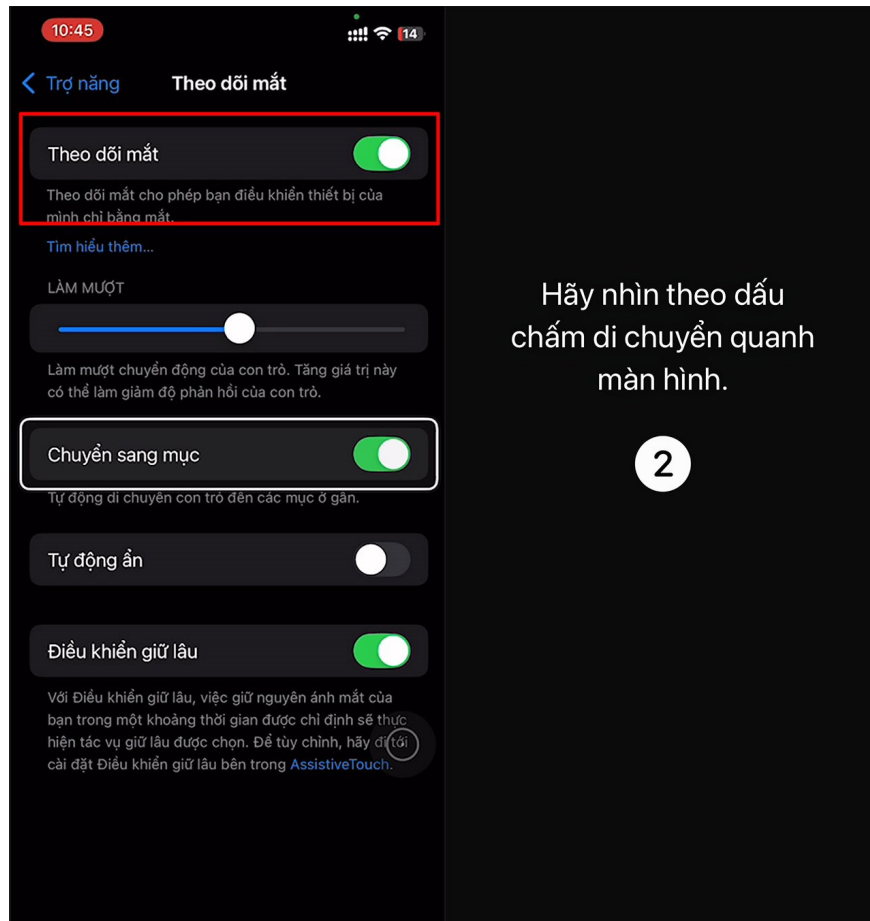 10:45
14
Trợ năng
Theo dõi mắt
Theo dõi mắt
Theo dõi mắt cho phép bạn điều khiển thiết bị của
mình chỉ bằng mắt.
Tìm hiểu thêm...
LÀM MƯỢT
Làm mượt chuyển động của con trỏ. Tăng giá trị này
có thể làm giảm độ phản hồi của con trỏ.
Chuyển sang mục
Tự động di chuyển con trỏ đến các mục ở gần.
Tự động ẩn
Điều khiển giữ lâu
Với Điều khiển giữ lâu, việc giữ nguyên ánh mắt của
bạn trong một khoảng thời gian được chỉ định sẽ thực
hiện tác vụ giữ lâu được chọn. Để tùy chỉnh, hãy đi tới
cài đặt Điều khiển giữ lâu bên trong AssistiveTouch.
Hãy nhìn theo dấu
chấm di chuyển quanh
màn hình.
2